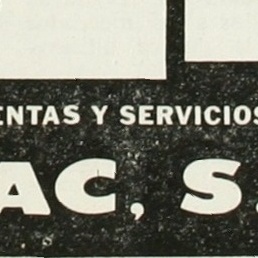 ENTAS Y SERVICIOS
AC, S.